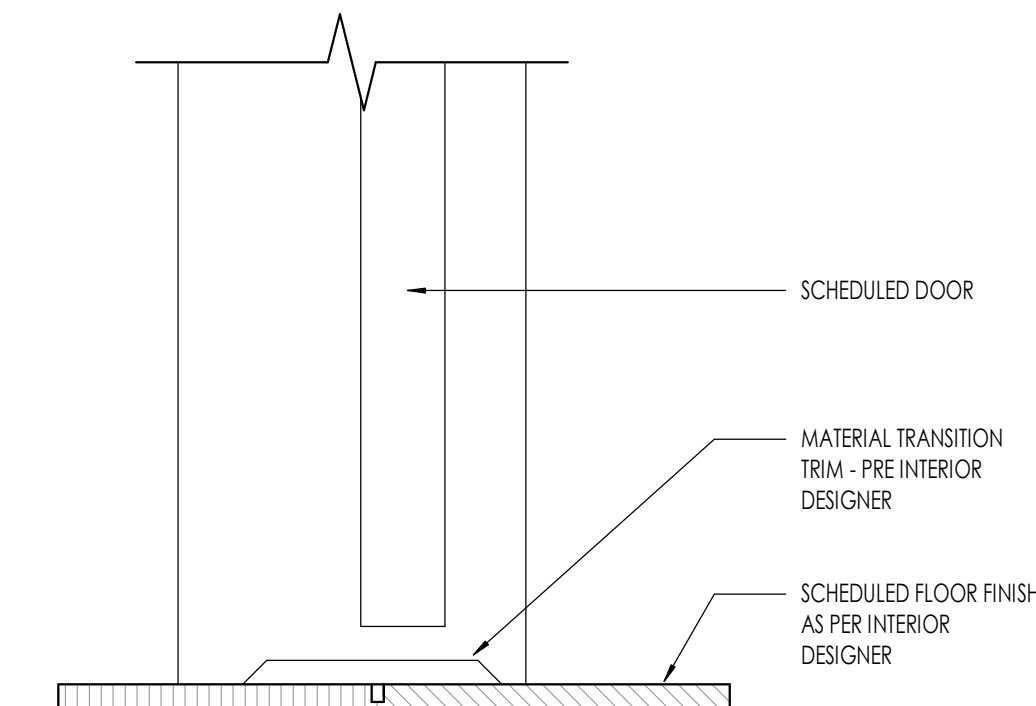 SCHEDULED DOOR
MATERIAL TRANSITION
TRIM - PRE INTERIOR
DESIGNER
SCHEDULED FLOOR FINISH
AS PER INTERIOR
DESIGNER